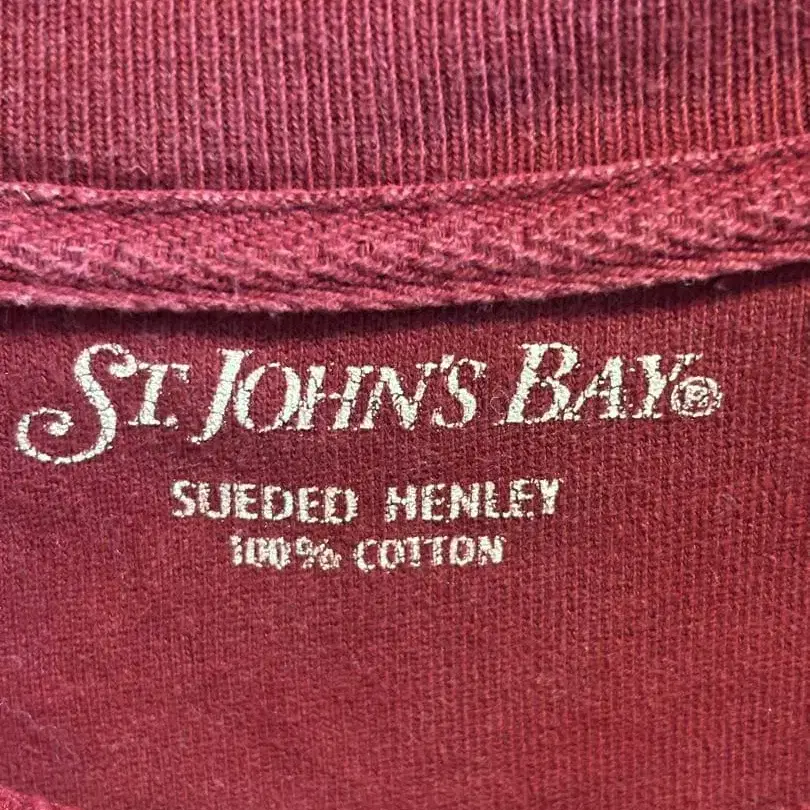 St. John's Bay®
SUEDED HENLEY
100% COTTON